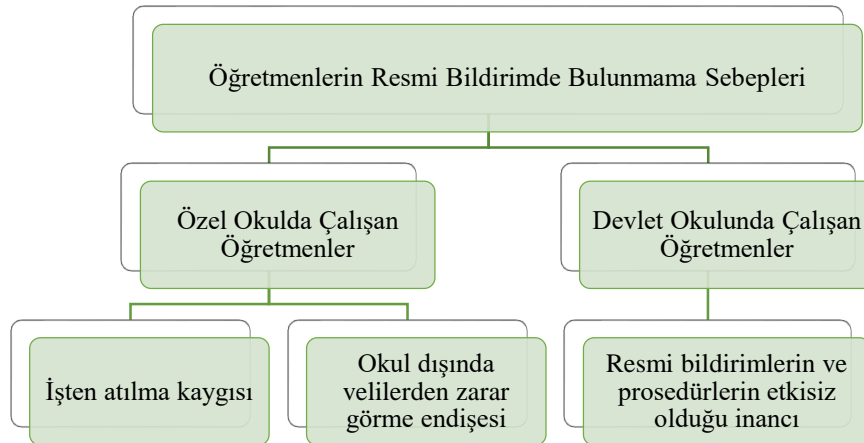 Öğretmenlerin Resmi Bildirimde Bulunmama Sebepleri
Özel Okulda Çalışan
Öğretmenler
Devlet Okulunda Çalışan
Öğretmenler
İşten atılma kaygısı
Okul dışında
velilerden zarar
görme endişesi
Resmi bildirimlerin ve
prosedürlerin etkisiz
olduğu inancı